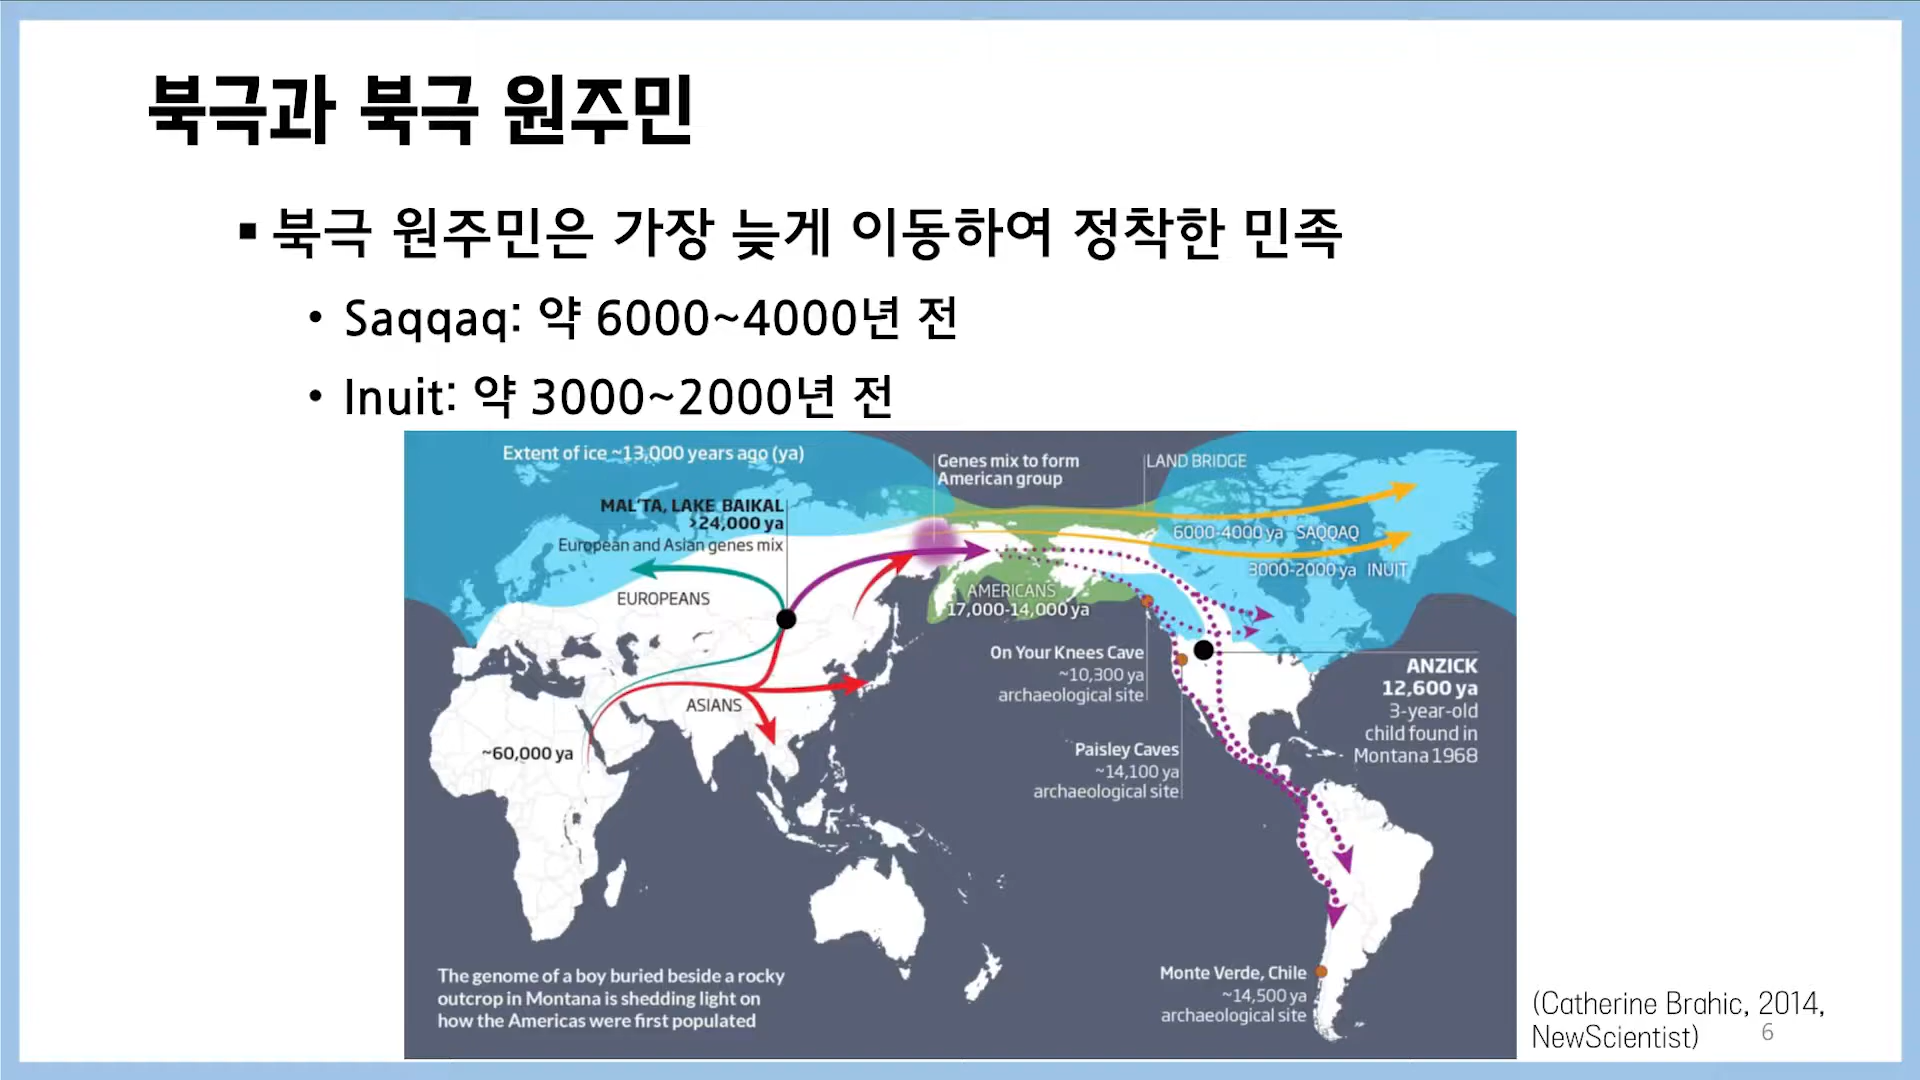 북극과 북극 원주민
▪ 북극 원주민은 가장 늦게 이동하여 정착한 민족
• Saqqaq: 약 6000~4000년 전
• Inuit: 약 3000~2000년 전
Extent of ice ~13,000 years ago (ya)
Genes mix to form
American group
LAND BRIDGE
MAL'TA, LAKE BAIKAL
>24,000 ya
European and Asian genes mix
6000-4000 ya SAQQAQ
3000-2000 ya INUIT
EUROPEANS
AMERICANS
17,000-14,000 ya
On Your Knees Cave
~10,300 ya
archaeological site
ANZICK
12,600 ya
3-year-old
child found in
Montana 1968
ASIANS
~60,000 ya
Paisley Caves
~14,100 ya
archaeological site
The genome of a boy buried beside a rocky
outcrop in Montana is shedding light on
how the Americas were first populated
Monte Verde, Chile
~14,500 ya
archaeological site
(Catherine Brahic, 2014,
NewScientist)
6